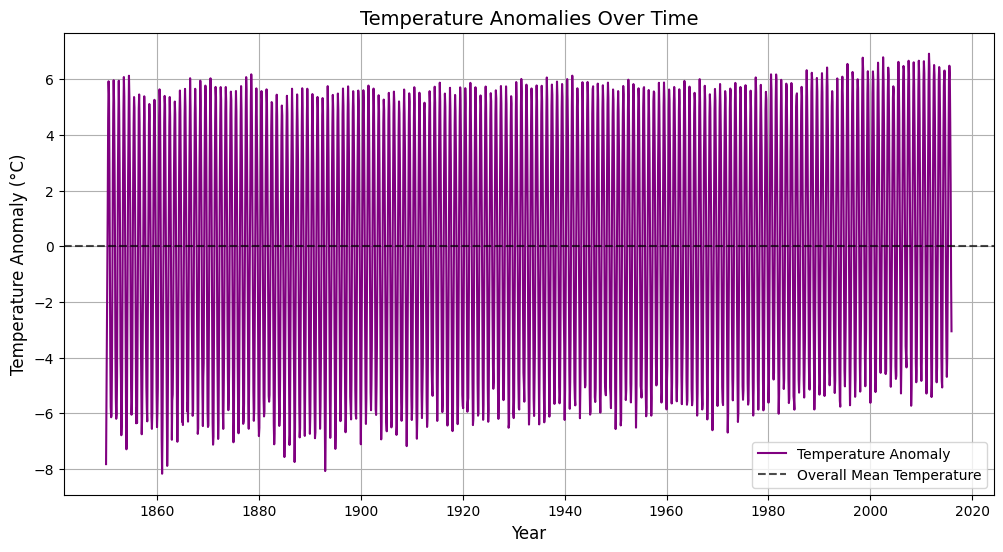 Temperature Anomalies Over Time
Temperature Anomaly (°C)
6
4
2
0
−2
−4
−6
−8
1860 1880 1900 1920 1940 1960 1980 2000 2020
Year
Temperature Anomaly
Overall Mean Temperature